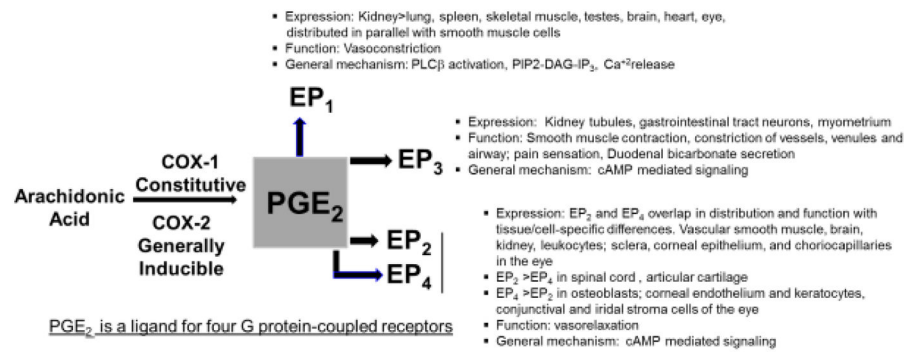 ▪ Expression: Kidney>lung, spleen, skeletal muscle, testes, brain, heart, eye,
distributed in parallel with smooth muscle cells
▪ Function: Vasoconstriction
▪ General mechanism: PLCβ activation, PIP2-DAG-IP₃, Ca⁺²release
EP₁
▪ Expression: Kidney tubules, gastrointestinal tract neurons, myometrium
▪ Function: Smooth muscle contraction, constriction of vessels, venules and
airway; pain sensation, Duodenal bicarbonate secretion
▪ General mechanism: cAMP mediated signaling
EP₃
Arachidonic
Acid
COX-1
Constitutive
COX-2
Generally
Inducible
PGE₂
EP₂
EP₄
▪ Expression: EP₂ and EP₄ overlap in distribution and function with
tissue/cell-specific differences. Vascular smooth muscle, brain,
kidney, leukocytes; sclera, corneal epithelium, and choriocapillaries
in the eye
▪ EP₂ >EP₄ in spinal cord , articular cartilage
▪ EP₄ >EP₂ in osteoblasts; corneal endothelium and keratocytes,
conjunctival and iridal stroma cells of the eye
▪ Function: vasorelaxation
▪ General mechanism: cAMP mediated signaling
PGE₂ is a ligand for four G protein-coupled receptors